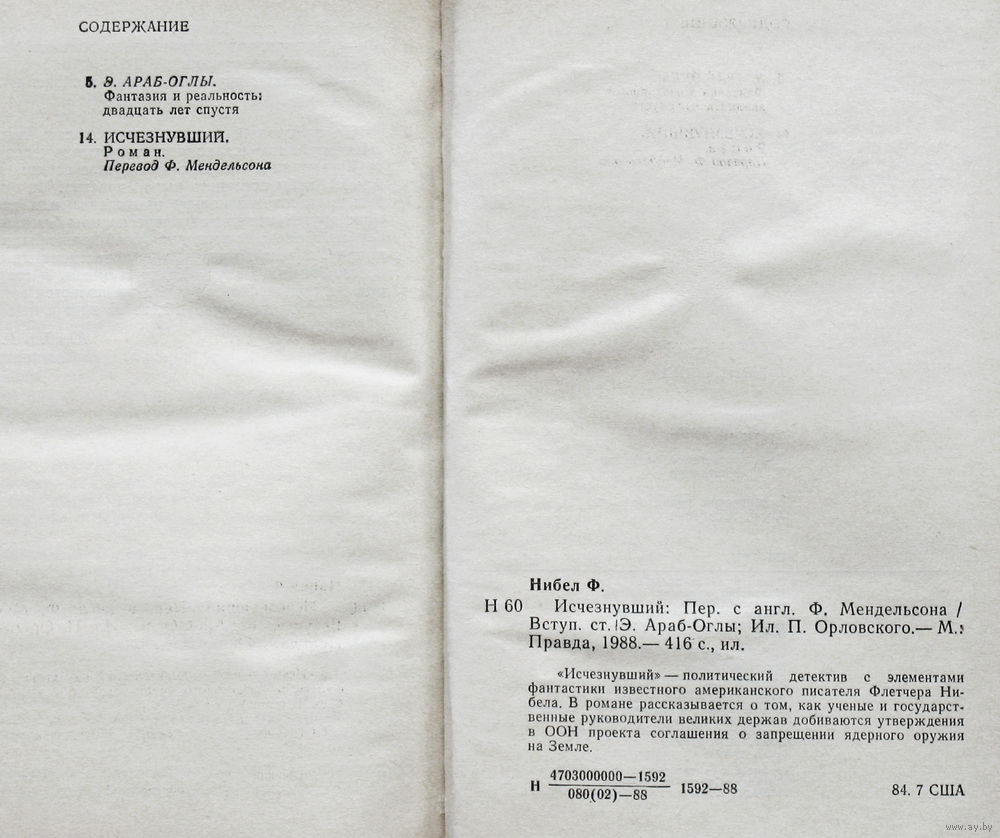 СОДЕРЖАНИЕ
5. Э. АРАБ-ОГЛЫ.
Фантазия и реальность:
двадцать лет спустя
14. ИСЧЕЗНУВШИЙ.
Роман.
Перевод Ф. Мендельсона
Нибел Ф.
Н 60 Исчезнувший: Пер. с англ. Ф. Мендельсона /
Вступ. ст. Э. Араб-Оглы; Ил. П. Орловского.— М.:
Правда, 1988.— 416 с., ил.
«Исчезнувший» — политический детектив с элементами
фантастики известного американского писателя Флетчера Ни-
бела. В романе рассказывается о том, как ученые и государст-
венные руководители великих держав добиваются утверждения
в ООН проекта соглашения о запрещении ядерного оружия
на Земле.
Н 4703000000—1592
080(02)—88
1592—88
84. 7 США
www.ay.by